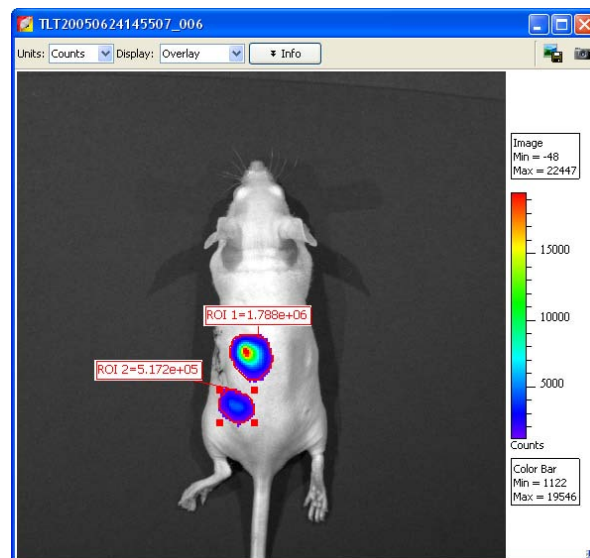 TLT20050624145507_006
Units: Counts Display: Overlay Info
Image
Min = -48
Max = 22447
15000
ROI 1=1.788e+06
10000
ROI 2=5.172e+05
5000
Counts
Color Bar
Min = 1122
Max = 19546